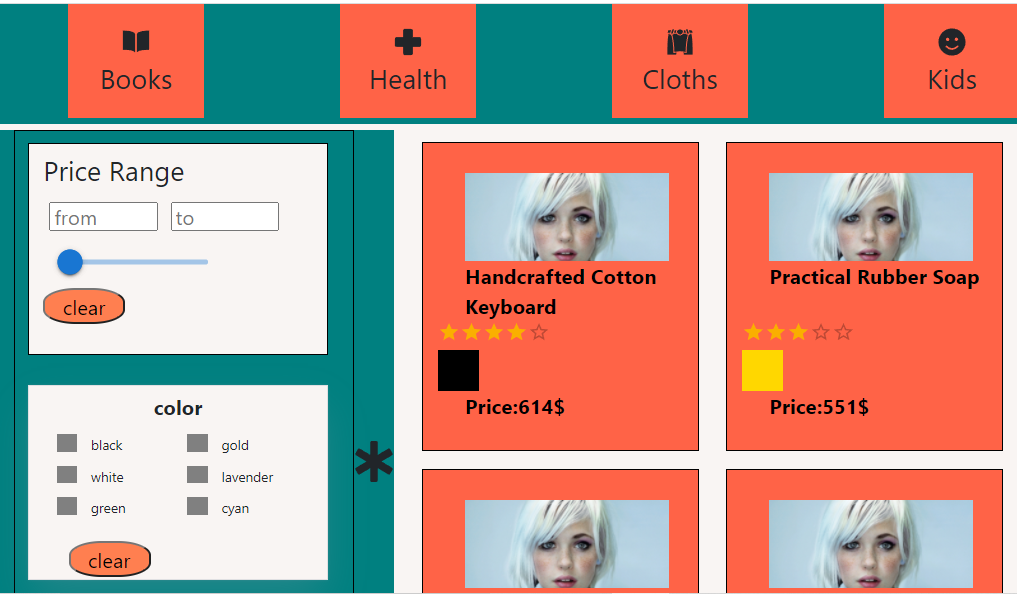 Books
Health
Cloths
Kids
Price Range
from
to
clear
color
black
gold
white
lavender
green
cyan
clear
Handcrafted Cotton
Keyboard
Price:614$
Practical Rubber Soap
Price:551$